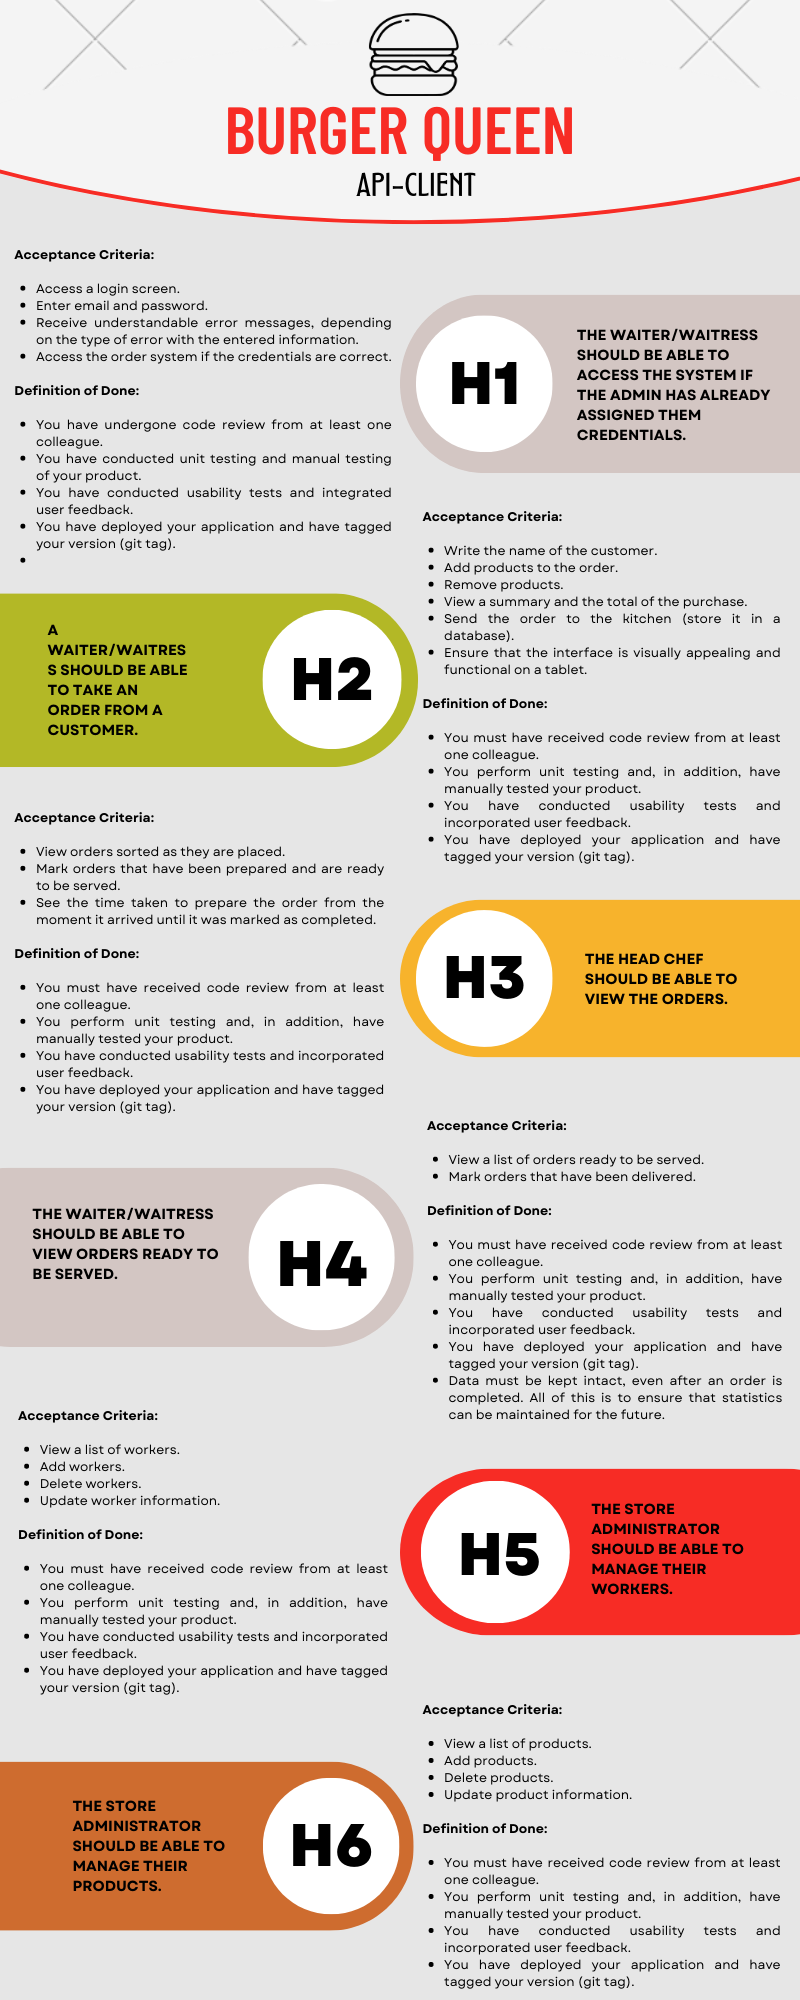 BURGER QUEEN
API-CLIENT
Acceptance Criteria:
• Access a login screen.
• Enter email and password.
• Receive understandable error messages, depending
on the type of error with the entered information.
• Access the order system if the credentials are correct.
Definition of Done:
• You have undergone code review from at least one
colleague.
• You have conducted unit testing and manual testing
of your product.
• You have conducted usability tests and integrated
user feedback.
• You have deployed your application and have tagged
your version (git tag).
•
H1
THE WAITER/WAITRESS
SHOULD BE ABLE TO
ACCESS THE SYSTEM IF
THE ADMIN HAS ALREADY
ASSIGNED THEM
CREDENTIALS.
A
WAITER/WAITRES
S SHOULD BE ABLE
TO TAKE AN
ORDER FROM A
CUSTOMER.
H2
Acceptance Criteria:
• Write the name of the customer.
• Add products to the order.
• Remove products.
• View a summary and the total of the purchase.
• Send the order to the kitchen (store it in a
database).
• Ensure that the interface is visually appealing and
functional on a tablet.
Definition of Done:
• You must have received code review from at least
one colleague.
• You perform unit testing and, in addition, have
manually tested your product.
• You have conducted usability tests and
incorporated user feedback.
• You have deployed your application and have
tagged your version (git tag).
Acceptance Criteria:
• View orders sorted as they are placed.
• Mark orders that have been prepared and are ready
to be served.
• See the time taken to prepare the order from the
moment it arrived until it was marked as completed.
Definition of Done:
• You must have received code review from at least
one colleague.
• You perform unit testing and, in addition, have
manually tested your product.
• You have conducted usability tests and incorporated
user feedback.
• You have deployed your application and have tagged
your version (git tag).
H3
THE HEAD CHEF
SHOULD BE ABLE TO
VIEW THE ORDERS.
THE WAITER/WAITRESS
SHOULD BE ABLE TO
VIEW ORDERS READY TO
BE SERVED.
H4
Acceptance Criteria:
• View a list of orders ready to be served.
• Mark orders that have been delivered.
Definition of Done:
• You must have received code review from at least
one colleague.
• You perform unit testing and, in addition, have
manually tested your product.
• You have conducted usability tests and
incorporated user feedback.
• You have deployed your application and have
tagged your version (git tag).
• Data must be kept intact, even after an order is
completed. All of this is to ensure that statistics
can be maintained for the future.
Acceptance Criteria:
• View a list of workers.
• Add workers.
• Delete workers.
• Update worker information.
Definition of Done:
• You must have received code review from at least
one colleague.
• You perform unit testing and, in addition, have
manually tested your product.
• You have conducted usability tests and incorporated
user feedback.
• You have deployed your application and have tagged
your version (git tag).
H5
THE STORE
ADMINISTRATOR
SHOULD BE ABLE TO
MANAGE THEIR
WORKERS.
THE STORE
ADMINISTRATOR
SHOULD BE ABLE TO
MANAGE THEIR
PRODUCTS.
H6
Acceptance Criteria:
• View a list of products.
• Add products.
• Delete products.
• Update product information.
Definition of Done:
• You must have received code review from at least
one colleague.
• You perform unit testing and, in addition, have
manually tested your product.
• You have conducted usability tests and
incorporated user feedback.
• You have deployed your application and have
tagged your version (git tag).